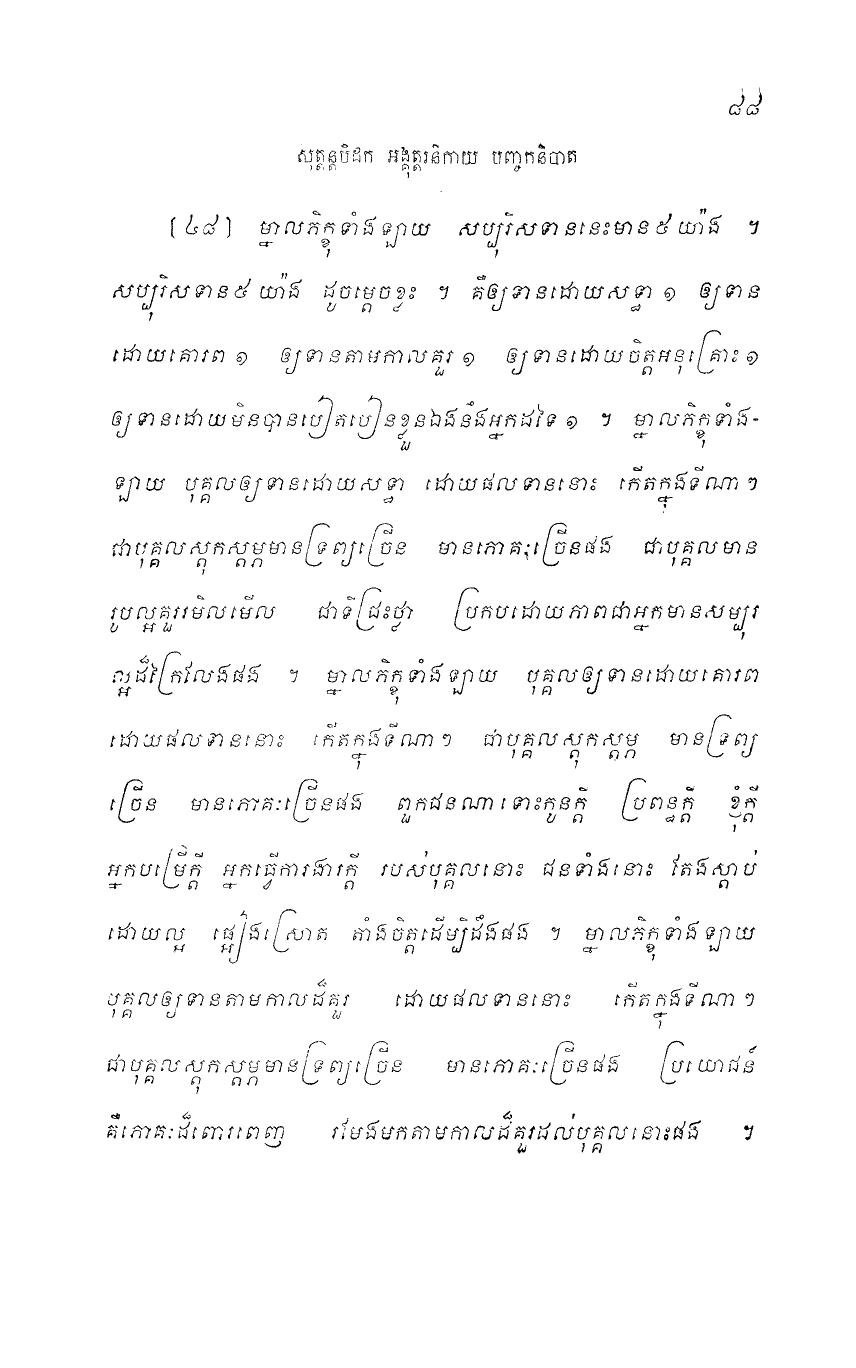 ៨៨
សុត្តន្តបិដក អង្គុត្តរនិកាយ បញ្ចកនិបាត
[៤៨] ម្នាលភិក្ខុទាំងឡាយ សប្បុរិសទាននេះមាន៥យ៉ាង ។
សប្បុរិសទាន៥យ៉ាង ដូចម្តេចខ្លះ ។ គឺឲ្យទានដោយសទ្ធា ១ ឲ្យទាន
ដោយគោរព ១ ឲ្យទានតាមកាលគួរ ១ ឲ្យទានដោយចិត្តអនុគ្រោះ ១
ឲ្យទានដោយមិនបានបៀតបៀនខ្លួនឯងនឹងអ្នកដទៃ ១ ។ ម្នាលភិក្ខុទាំង-
ឡាយ បុគ្គលឲ្យទានដោយសទ្ធា ដោយផលទាននោះ កើតក្នុងទីណាៗ
ជាបុគ្គលស្តុកស្តម្ភមានទ្រព្យច្រើន មានភោគៈច្រើនផង ជាបុគ្គលមាន
រូបល្អគួររមិលមើល ជាទីជ្រះថ្លា ប្រកបដោយភាពជាអ្នកមានសម្បុរ
ល្អដ៏ក្រៃលែងផង ។ ម្នាលភិក្ខុទាំងឡាយ បុគ្គលឲ្យទានដោយគោរព
ដោយផលទាននោះ កើតក្នុងទីណាៗ ជាបុគ្គលស្តុកស្តម្ភ មានទ្រព្យ
ច្រើន មានភោគៈច្រើនផង ពួកជនណាទោះកូនក្តី ប្រពន្ធក្តី ខ្ញុំក្តី
អ្នកបម្រើក្តី អ្នកធ្វើការងារក្តី របស់បុគ្គលនោះ ជនទាំងនោះ តែងស្តាប់
ដោយល្អ ផ្អៀងស្រោត តាំងចិត្តដើម្បីដឹងផង ។ ម្នាលភិក្ខុទាំងឡាយ
បុគ្គលឲ្យទានតាមកាលដ៏គួរ ដោយផលទាននោះ កើតក្នុងទីណាៗ
ជាបុគ្គលស្តុកស្តម្ភមានទ្រព្យច្រើន មានភោគៈច្រើនផង ប្រយោជន៍
គឺភោគៈដ៏ពោរពេញ រមែងមកតាមកាលដ៏គួរដល់បុគ្គលនោះផង ។